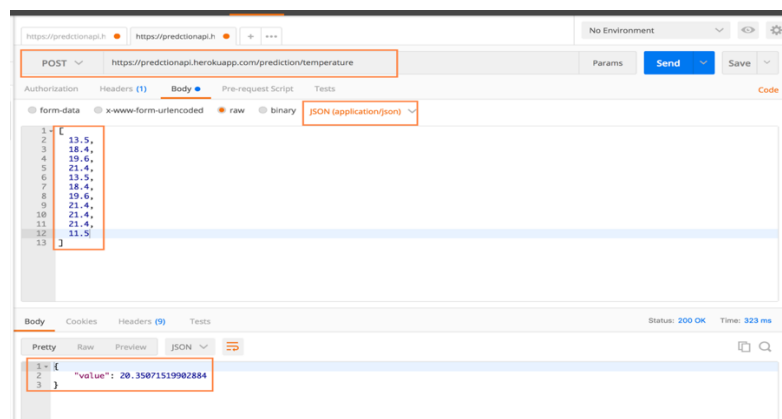 https://predctionapi.h https://predctionapi.h + ••• No Environment
POST https://predctionapi.herokuapp.com/prediction/temperature Params Send Save
Authorization Headers (1) Body Pre-request Script Tests Code
form-data x-www-form-urlencoded raw binary JSON (application/json)
1 [
2 13.5,
3 18.4,
4 19.6,
5 21.4,
6 13.5,
7 18.4,
8 19.6,
9 21.4,
10 21.4,
11 21.4,
12 11.5
13 ]
Body Cookies Headers (9) Tests Status: 200 OK Time: 323 ms
Pretty Raw Preview JSON
1 {
2 "value": 20.35071519902884
3 }